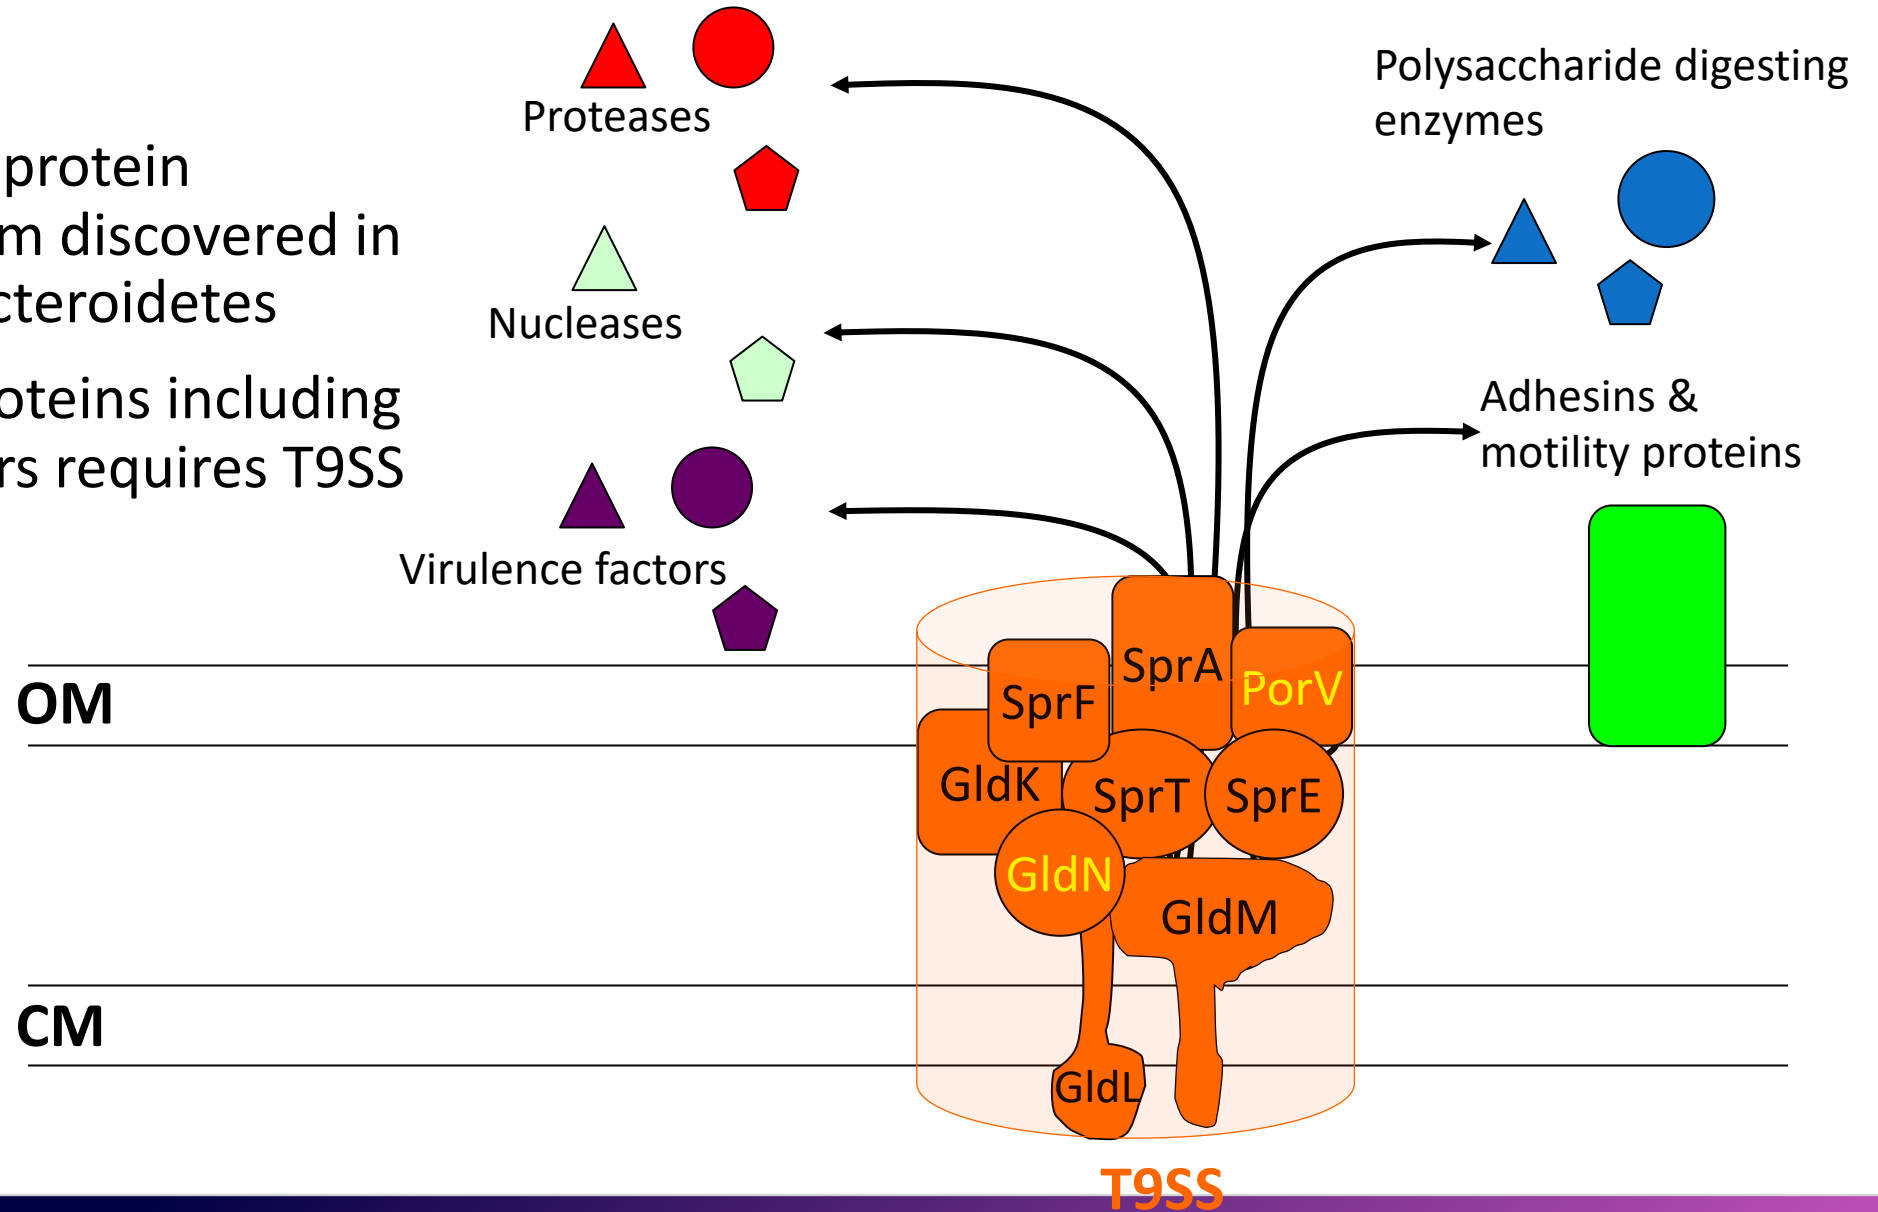 protein
m discovered in
cteroidetes
oteins including
rs requires T9SS
Proteases
Nucleases
Virulence factors
Polysaccharide digesting
enzymes
Adhesins &
motility proteins
OM
CM
SprA
PorV
SprF
GldK
SprT
SprE
GldN
GldM
GldL
T9SS